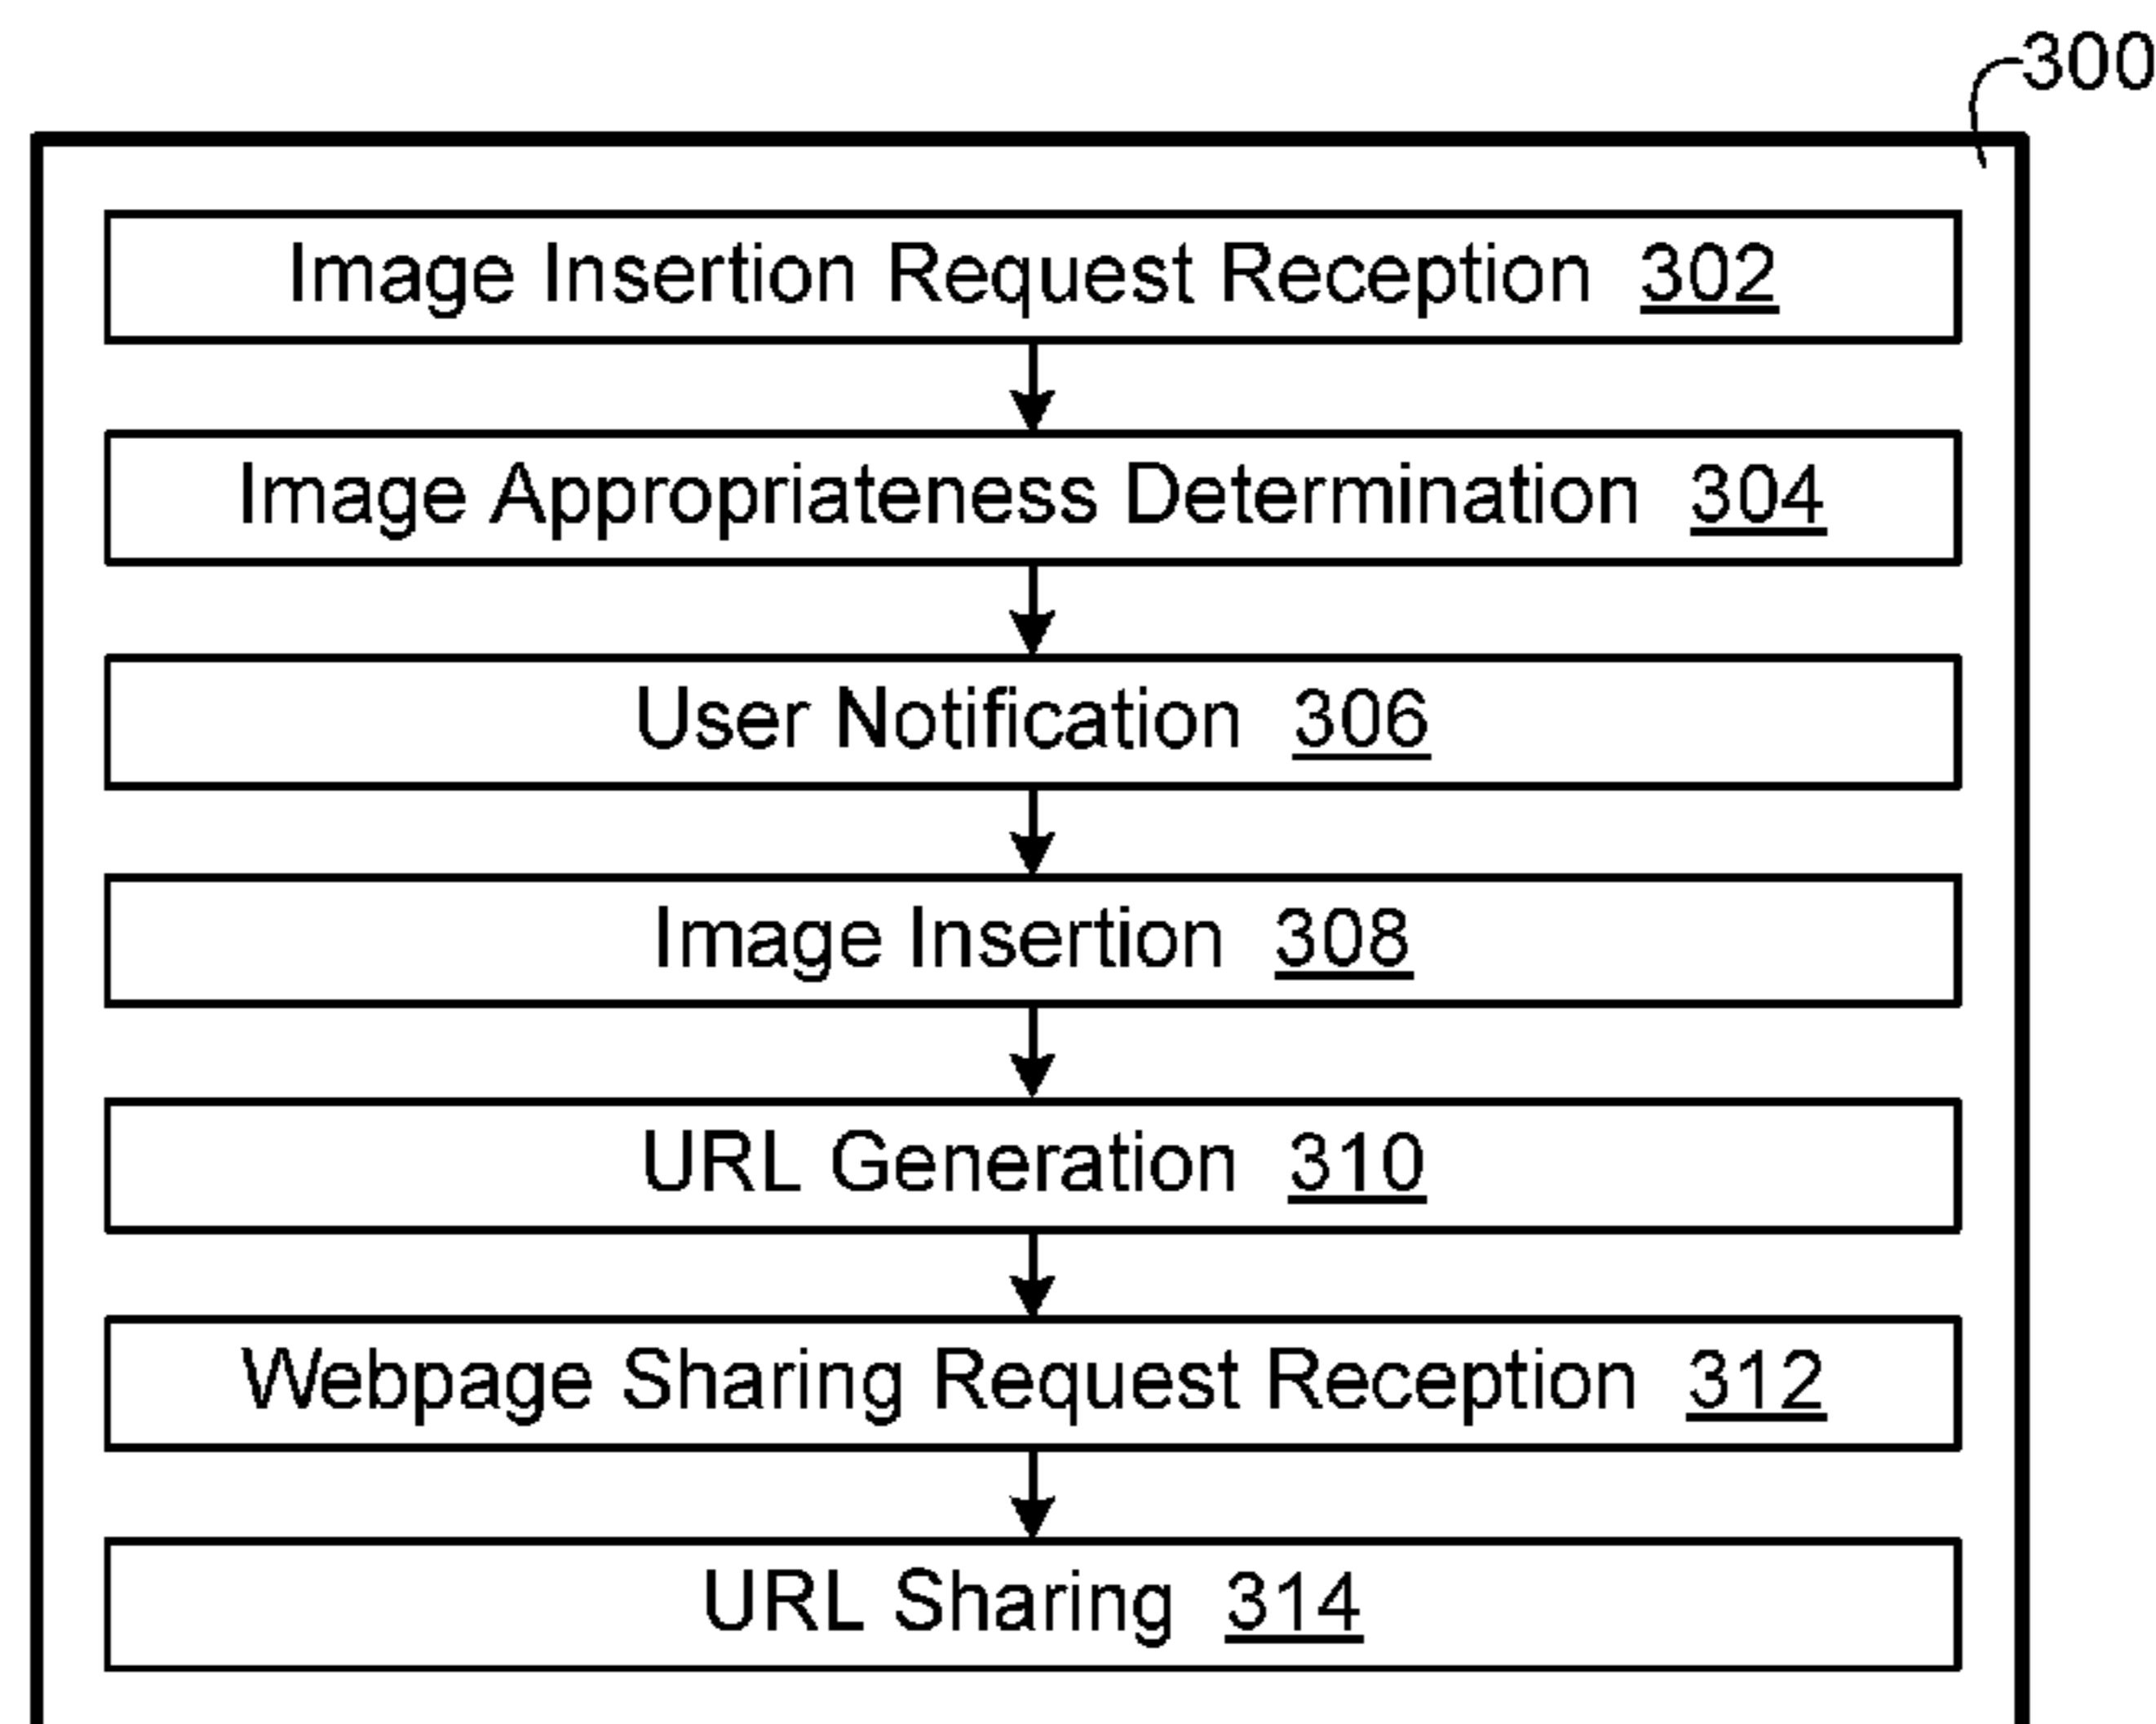 300
Image Insertion Request Reception 302
Image Appropriateness Determination 304
User Notification 306
Image Insertion 308
URL Generation 310
Webpage Sharing Request Reception 312
URL Sharing 314